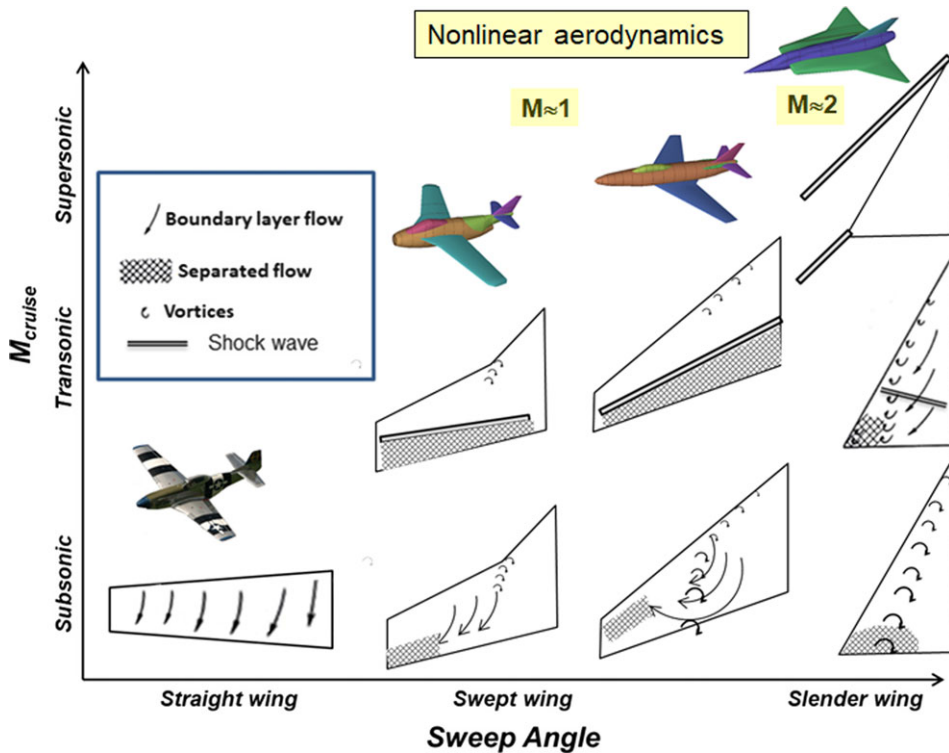 Nonlinear aerodynamics
M≈1
M≈2
Boundary layer flow
Separated flow
Vortices
Shock wave
M_cruise
Supersonic
Transonic
Subsonic
Straight wing
Swept wing
Slender wing
Sweep Angle